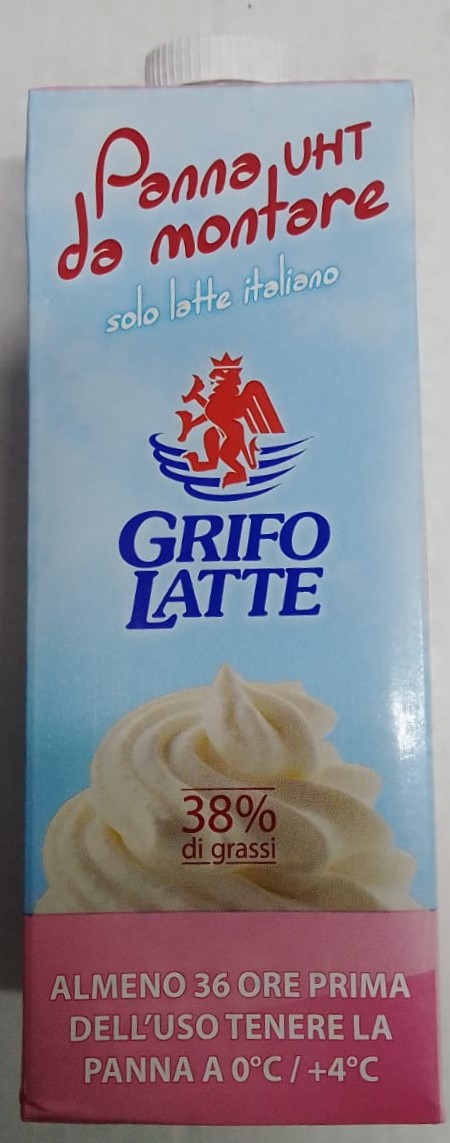 Panna UHT
da montare
solo latte italiano
GRIFO
LATTE
38%
di grassi
ALMENO 36 ORE PRIMA
DELL'USO TENERE LA
PANNA A 0°C / +4°C